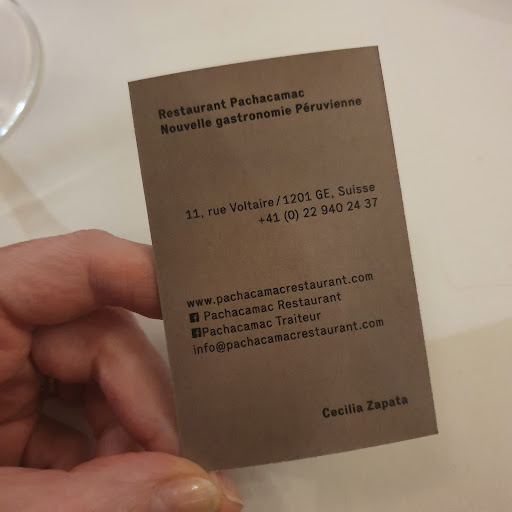 Restaurant Pachacamac
Nouvelle gastronomie Péruvienne
11, rue Voltaire/1201 GE, Suisse
+41 (0) 22 940 24 37
www.pachacamacrestaurant.com
Pachacamac Restaurant
Pachacamac Traiteur
info@pachacamacrestaurant.com
Cecilia Zapata